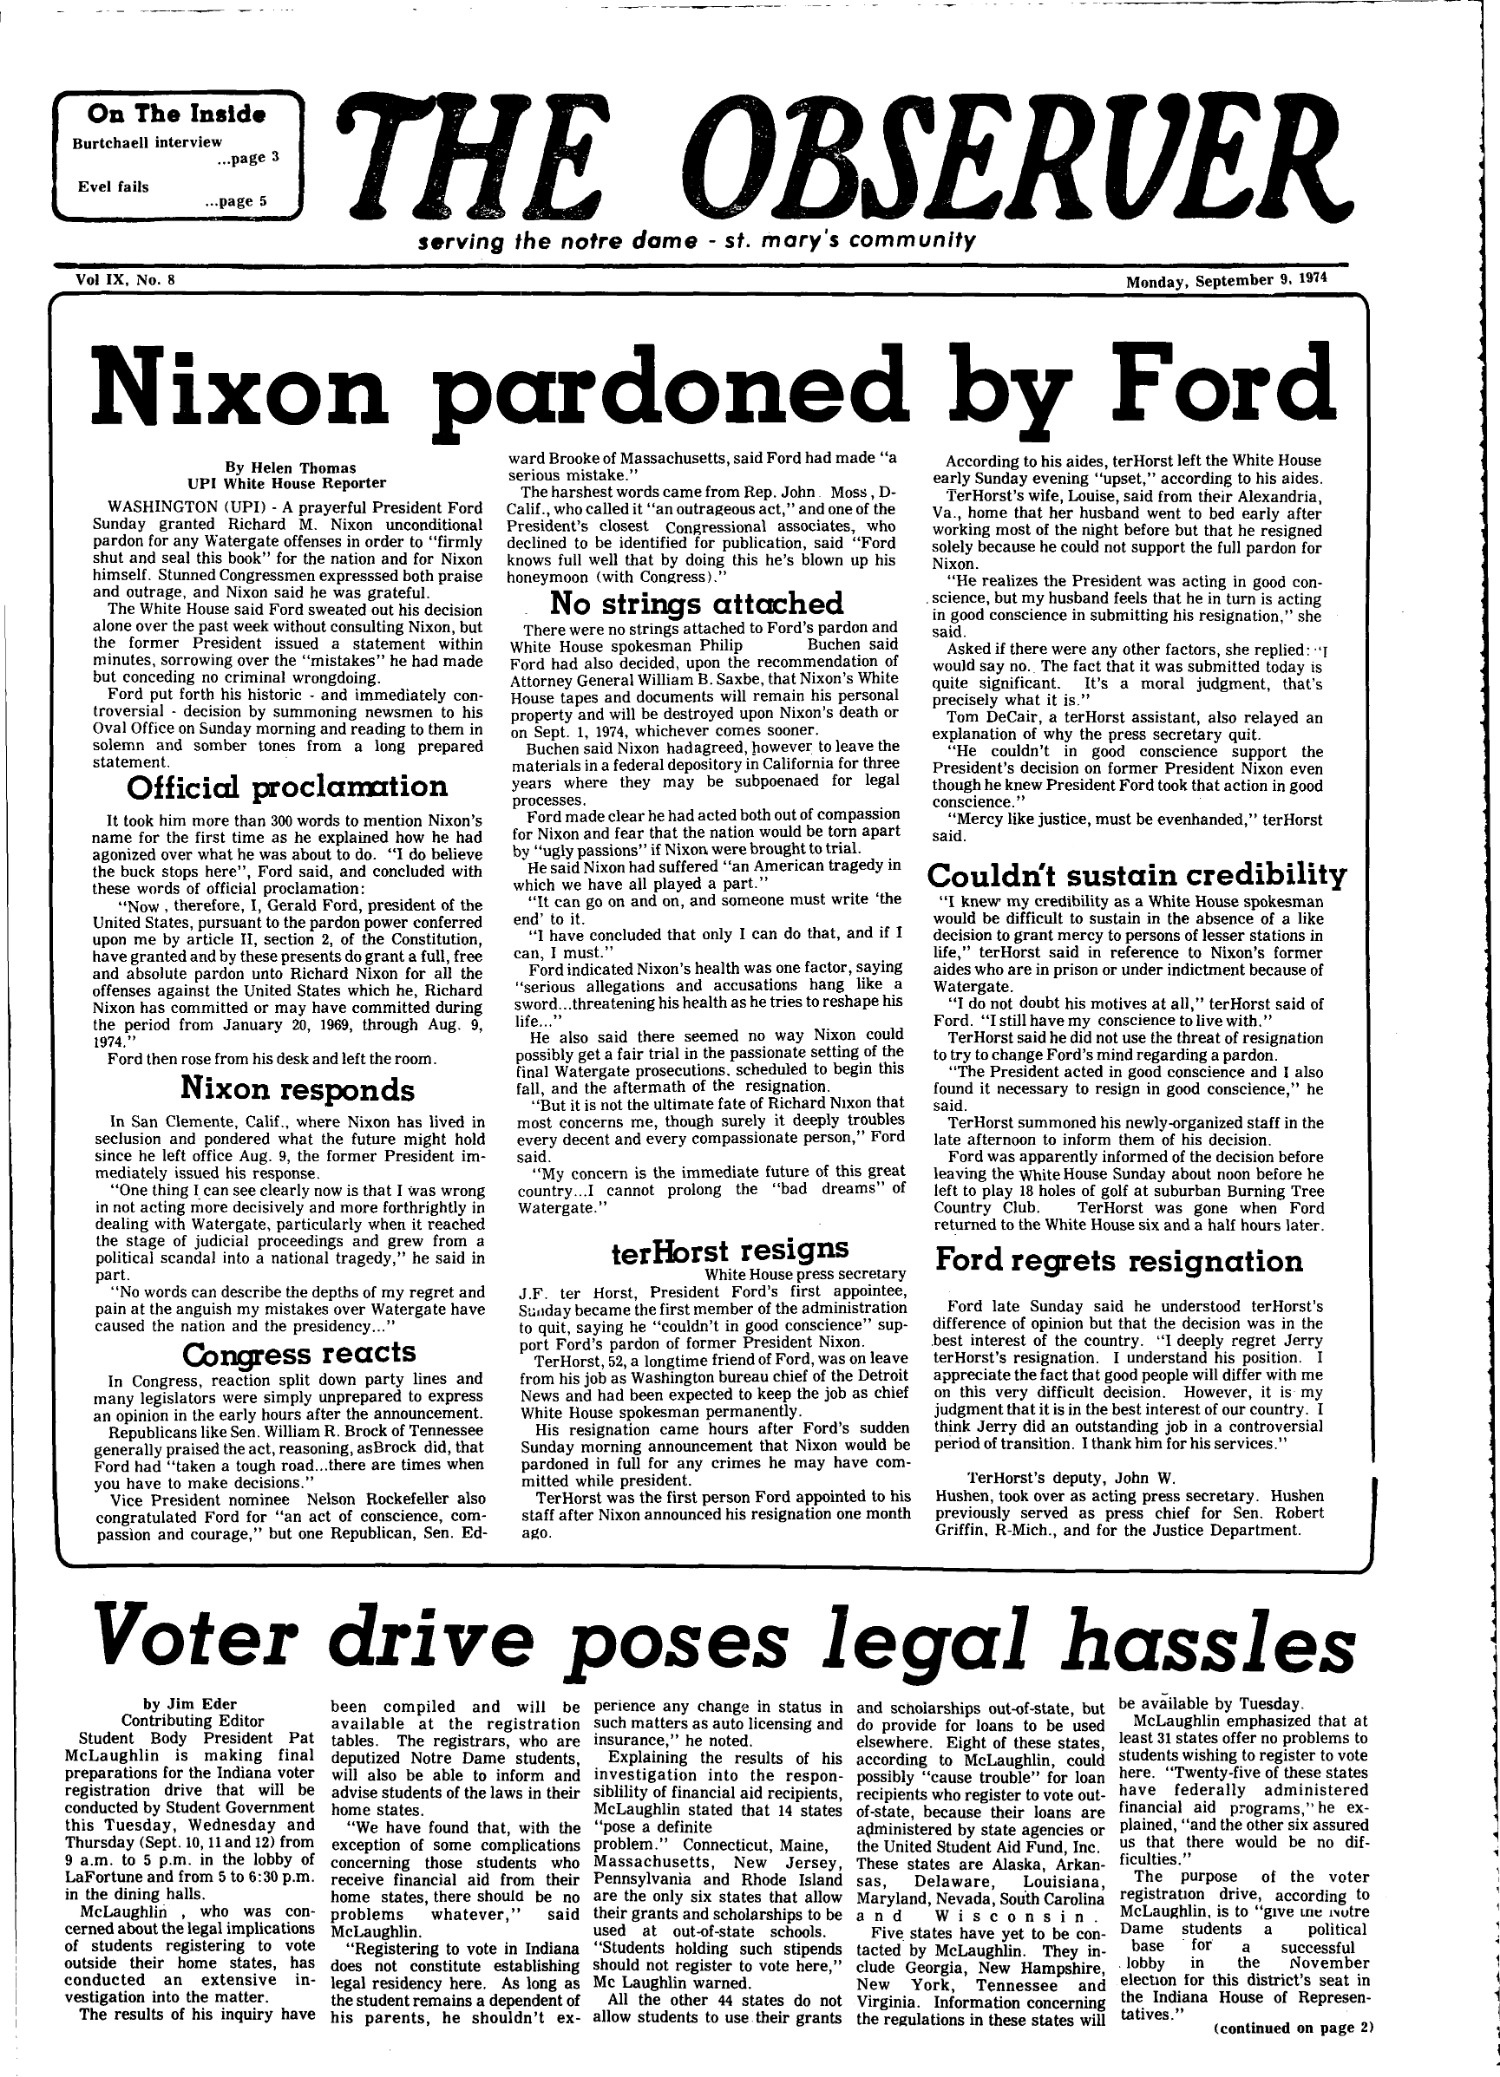 On The Inside
Burtchaell interview
...page 3
Evel fails
...page 5
THE OBSERVER
serving the notre dame - st. mary's community
Vol IX, No. 8
Monday, September 9, 1974
Nixon pardoned by Ford
By Helen Thomas
UPI White House Reporter
WASHINGTON (UPI) - A prayerful President Ford
Sunday granted Richard M. Nixon unconditional
pardon for any Watergate offenses in order to "firmly
shut and seal this book" for the nation and for Nixon
himself. Stunned Congressmen expresssed both praise
and outrage, and Nixon said he was grateful.
The White House said Ford sweated out his decision
alone over the past week without consulting Nixon, but
the former President issued a statement within
minutes, sorrowing over the "mistakes" he had made
but conceding no criminal wrongdoing.
Ford put forth his historic - and immediately con-
troversial - decision by summoning newsmen to his
Oval Office on Sunday morning and reading to them in
solemn and somber tones from a long prepared
statement.
Official proclamation
It took him more than 300 words to mention Nixon's
name for the first time as he explained how he had
agonized over what he was about to do. "I do believe
the buck stops here", Ford said, and concluded with
these words of official proclamation:
"Now , therefore, I, Gerald Ford, president of the
United States, pursuant to the pardon power conferred
upon me by article II, section 2, of the Constitution,
have granted and by these presents do grant a full, free
and absolute pardon unto Richard Nixon for all the
offenses against the United States which he, Richard
Nixon has committed or may have committed during
the period from January 20, 1969, through Aug. 9,
1974."
Ford then rose from his desk and left the room.
Nixon responds
In San Clemente, Calif., where Nixon has lived in
seclusion and pondered what the future might hold
since he left office Aug. 9, the former President im-
mediately issued his response.
"One thing I can see clearly now is that I was wrong
in not acting more decisively and more forthrightly in
dealing with Watergate, particularly when it reached
the stage of judicial proceedings and grew from a
political scandal into a national tragedy," he said in
part.
"No words can describe the depths of my regret and
pain at the anguish my mistakes over Watergate have
caused the nation and the presidency..."
Congress reacts
In Congress, reaction split down party lines and
many legislators were simply unprepared to express
an opinion in the early hours after the announcement.
Republicans like Sen. William R. Brock of Tennessee
generally praised the act, reasoning, asBrock did, that
Ford had "taken a tough road...there are times when
you have to make decisions."
Vice President nominee Nelson Rockefeller also
congratulated Ford for "an act of conscience, com-
passion and courage," but one Republican, Sen. Ed-
ward Brooke of Massachusetts, said Ford had made "a
serious mistake."
The harshest words came from Rep. John Moss, D-
Calif., who called it "an outrageous act," and one of the
President's closest Congressional associates, who
declined to be identified for publication, said "Ford
knows full well that by doing this he's blown up his
honeymoon (with Congress)."
No strings attached
There were no strings attached to Ford's pardon and
White House spokesman Philip Buchen said
Ford had also decided, upon the recommendation of
Attorney General William B. Saxbe, that Nixon's White
House tapes and documents will remain his personal
property and will be destroyed upon Nixon's death or
on Sept. 1, 1974, whichever comes sooner.
Buchen said Nixon hadagreed, however to leave the
materials in a federal depository in California for three
years where they may be subpoenaed for legal
processes.
Ford made clear he had acted both out of compassion
for Nixon and fear that the nation would be torn apart
by "ugly passions" if Nixon were brought to trial.
He said Nixon had suffered "an American tragedy in
which we have all played a part."
"It can go on and on, and someone must write 'the
end' to it.
"I have concluded that only I can do that, and if I
can, I must."
Ford indicated Nixon's health was one factor, saying
"serious allegations and accusations hang like a
sword...threatening his health as he tries to reshape his
life..."
He also said there seemed no way Nixon could
possibly get a fair trial in the passionate setting of the
final Watergate prosecutions, scheduled to begin this
fall, and the aftermath of the resignation.
"But it is not the ultimate fate of Richard Nixon that
most concerns me, though surely it deeply troubles
every decent and every compassionate person," Ford
said.
"My concern is the immediate future of this great
country...I cannot prolong the "bad dreams" of
Watergate."
terHorst resigns
White House press secretary
J.F. ter Horst, President Ford's first appointee,
Sunday became the first member of the administration
to quit, saying he "couldn't in good conscience" sup-
port Ford's pardon of former President Nixon.
TerHorst, 52, a longtime friend of Ford, was on leave
from his job as Washington bureau chief of the Detroit
News and had been expected to keep the job as chief
White House spokesman permanently.
His resignation came hours after Ford's sudden
Sunday morning announcement that Nixon would be
pardoned in full for any crimes he may have com-
mitted while president.
TerHorst was the first person Ford appointed to his
staff after Nixon announced his resignation one month
ago.
According to his aides, terHorst left the White House
early Sunday evening "upset," according to his aides.
TerHorst's wife, Louise, said from their Alexandria,
Va., home that her husband went to bed early after
working most of the night before but that he resigned
solely because he could not support the full pardon for
Nixon.
"He realizes the President was acting in good con-
science, but my husband feels that he in turn is acting
in good conscience in submitting his resignation," she
said.
Asked if there were any other factors, she replied: "I
would say no. The fact that it was submitted today is
quite significant. It's a moral judgment, that's
precisely what it is."
Tom DeCair, a terHorst assistant, also relayed an
explanation of why the press secretary quit.
"He couldn't in good conscience support the
President's decision on former President Nixon even
though he knew President Ford took that action in good
conscience."
"Mercy like justice, must be evenhanded," terHorst
said.
Couldn't sustain credibility
"I knew my credibility as a White House spokesman
would be difficult to sustain in the absence of a like
decision to grant mercy to persons of lesser stations in
life," terHorst said in reference to Nixon's former
aides who are in prison or under indictment because of
Watergate.
"I do not doubt his motives at all," terHorst said of
Ford. "I still have my conscience to live with."
TerHorst said he did not use the threat of resignation
to try to change Ford's mind regarding a pardon.
"The President acted in good conscience and I also
found it necessary to resign in good conscience," he
said.
TerHorst summoned his newly-organized staff in the
late afternoon to inform them of his decision.
Ford was apparently informed of the decision before
leaving the White House Sunday about noon before he
left to play 18 holes of golf at suburban Burning Tree
Country Club. TerHorst was gone when Ford
returned to the White House six and a half hours later.
Ford regrets resignation
Ford late Sunday said he understood terHorst's
difference of opinion but that the decision was in the
best interest of the country. "I deeply regret Jerry
terHorst's resignation. I understand his position. I
appreciate the fact that good people will differ with me
on this very difficult decision. However, it is my
judgment that it is in the best interest of our country. I
think Jerry did an outstanding job in a controversial
period of transition. I thank him for his services."
TerHorst's deputy, John W.
Hushen, took over as acting press secretary. Hushen
previously served as press chief for Sen. Robert
Griffin, R-Mich., and for the Justice Department.
Voter drive poses legal hassles
by Jim Eder
Contributing Editor
Student Body President Pat
McLaughlin is making final
preparations for the Indiana voter
registration drive that will be
conducted by Student Government
this Tuesday, Wednesday and
Thursday (Sept. 10, 11 and 12) from
9 a.m. to 5 p.m. in the lobby of
LaFortune and from 5 to 6:30 p.m.
in the dining halls.
McLaughlin , who was con-
cerned about the legal implications
of students registering to vote
outside their home states, has
conducted an extensive in-
vestigation into the matter.
The results of his inquiry have
been compiled and will be
available at the registration
tables. The registrars, who are
deputized Notre Dame students,
will also be able to inform and
advise students of the laws in their
home states.
"We have found that, with the
exception of some complications
concerning those students who
receive financial aid from their
home states, there should be no
problems whatever," said
McLaughlin.
"Registering to vote in Indiana
does not constitute establishing
legal residency here. As long as
the student remains a dependent of
his parents, he shouldn't ex-
perience any change in status in
such matters as auto licensing and
insurance," he noted.
Explaining the results of his
investigation into the respon-
siblility of financial aid recipients,
McLaughlin stated that 14 states
"pose a definite
problem." Connecticut, Maine,
Massachusetts, New Jersey,
Pennsylvania and Rhode Island
are the only six states that allow
their grants and scholarships to be
used at out-of-state schools.
"Students holding such stipends
should not register to vote here,"
Mc Laughlin warned.
All the other 44 states do not
allow students to use their grants
and scholarships out-of-state, but
do provide for loans to be used
elsewhere. Eight of these states,
according to McLaughlin, could
possibly "cause trouble" for loan
recipients who register to vote out-
of-state, because their loans are
administered by state agencies or
the United Student Aid Fund, Inc.
These states are Alaska, Arkan-
sas, Delaware, Louisiana,
Maryland, Nevada, South Carolina
and Wisconsin.
Five states have yet to be con-
tacted by McLaughlin. They in-
clude Georgia, New Hampshire,
New York, Tennessee and
Virginia. Information concerning
the regulations in these states will
be available by Tuesday.
McLaughlin emphasized that at
least 31 states offer no problems to
students wishing to register to vote
here. "Twenty-five of these states
have federally administered
financial aid programs," he ex-
plained, "and the other six assured
us that there would be no dif-
ficulties."
The purpose of the voter
registration drive, according to
McLaughlin, is to "give the Notre
Dame students a political
base for a successful
lobby in the November
election for this district's seat in
the Indiana House of Represen-
tatives."
(continued on page 2)